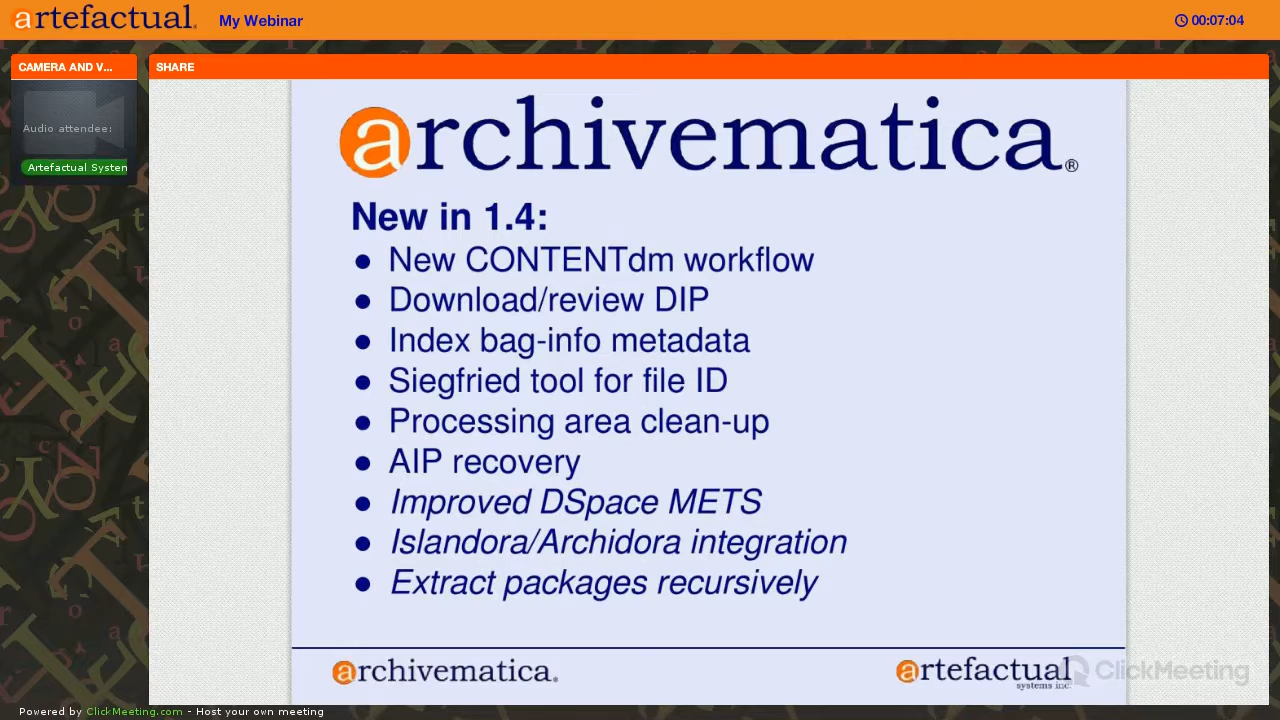 artefactual.
My Webinar
00:07:04
CAMERA AND V...
SHARE
Audio attendee:
Artefactual System
archivematica®
New in 1.4:
● New CONTENTdm workflow
● Download/review DIP
● Index bag-info metadata
● Siegfried tool for file ID
● Processing area clean-up
● AIP recovery
● Improved DSpace METS
● Islandora/Archidora integration
● Extract packages recursively
archivematica®
artefactual
systems inc.
ClickMeeting
Powered by ClickMeeting.com - Host your own meeting